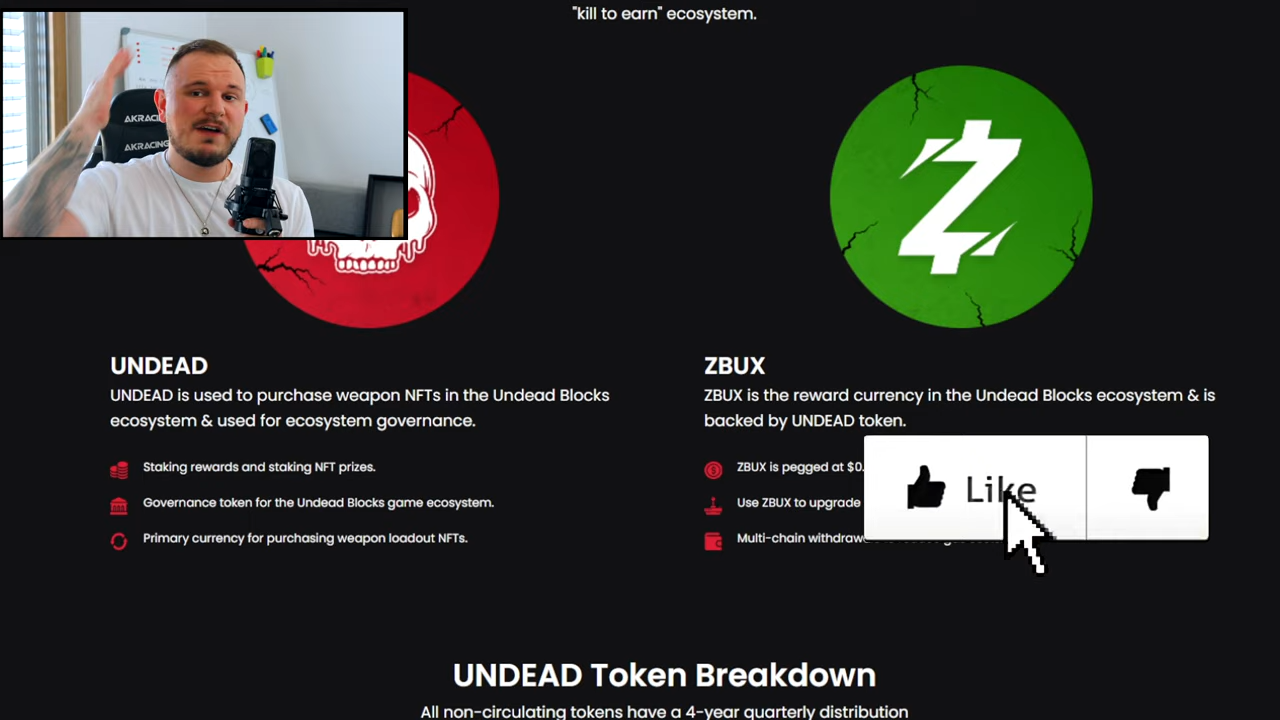 "kill to earn" ecosystem.
AKRACING
UNDEAD
UNDEAD is used to purchase weapon NFTs in the Undead Blocks
ecosystem & used for ecosystem governance.
Staking rewards and staking NFT prizes.
Governance token for the Undead Blocks game ecosystem.
Primary currency for purchasing weapon loadout NFTs.
Z
ZBUX
ZBUX is the reward currency in the Undead Blocks ecosystem & is
backed by UNDEAD token.
ZBUX is pegged at $0.
Use ZBUX to upgrade
Multi-chain
Like
UNDEAD Token Breakdown
All non-circulating tokens have a 4-year quarterly distribution